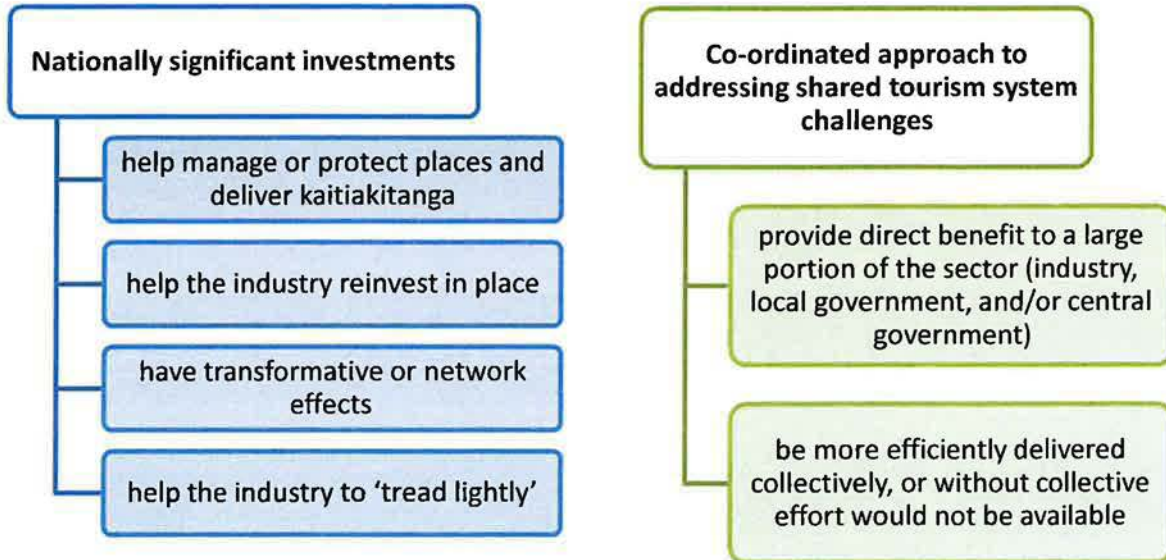 Nationally significant investments
help manage or protect places and
deliver kaitiakitanga
help the industry reinvest in place
have transformative or network
effects
help the industry to ‘tread lightly’
Co-ordinated approach to
addressing shared tourism system
challenges
provide direct benefit to a large
portion of the sector (industry,
local government, and/or central
government)
be more efficiently delivered
collectively, or without collective
effort would not be available